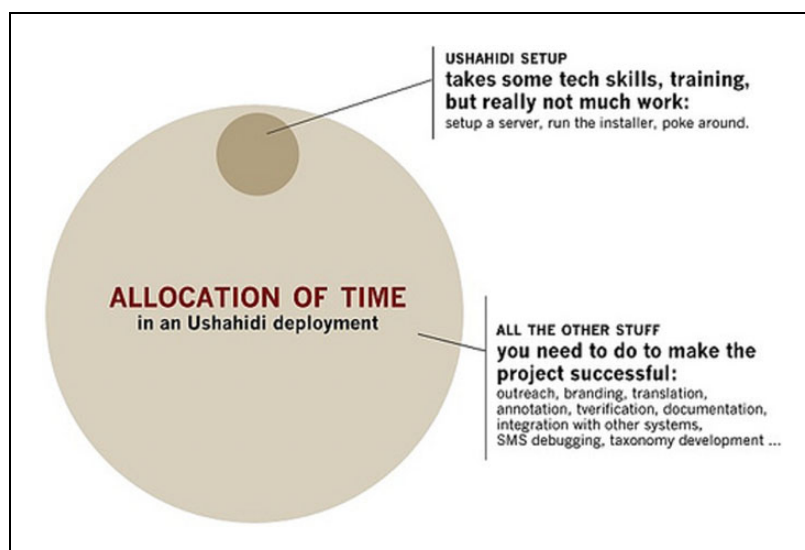 USHAHIDI SETUP
takes some tech skills, training,
but really not much work:
setup a server, run the installer, poke around.
ALLOCATION OF TIME
in an Ushahidi deployment
ALL THE OTHER STUFF
you need to do to make the
project successful:
outreach, branding, translation,
annotation, tverification, documentation,
integration with other systems,
SMS debugging, taxonomy development ...